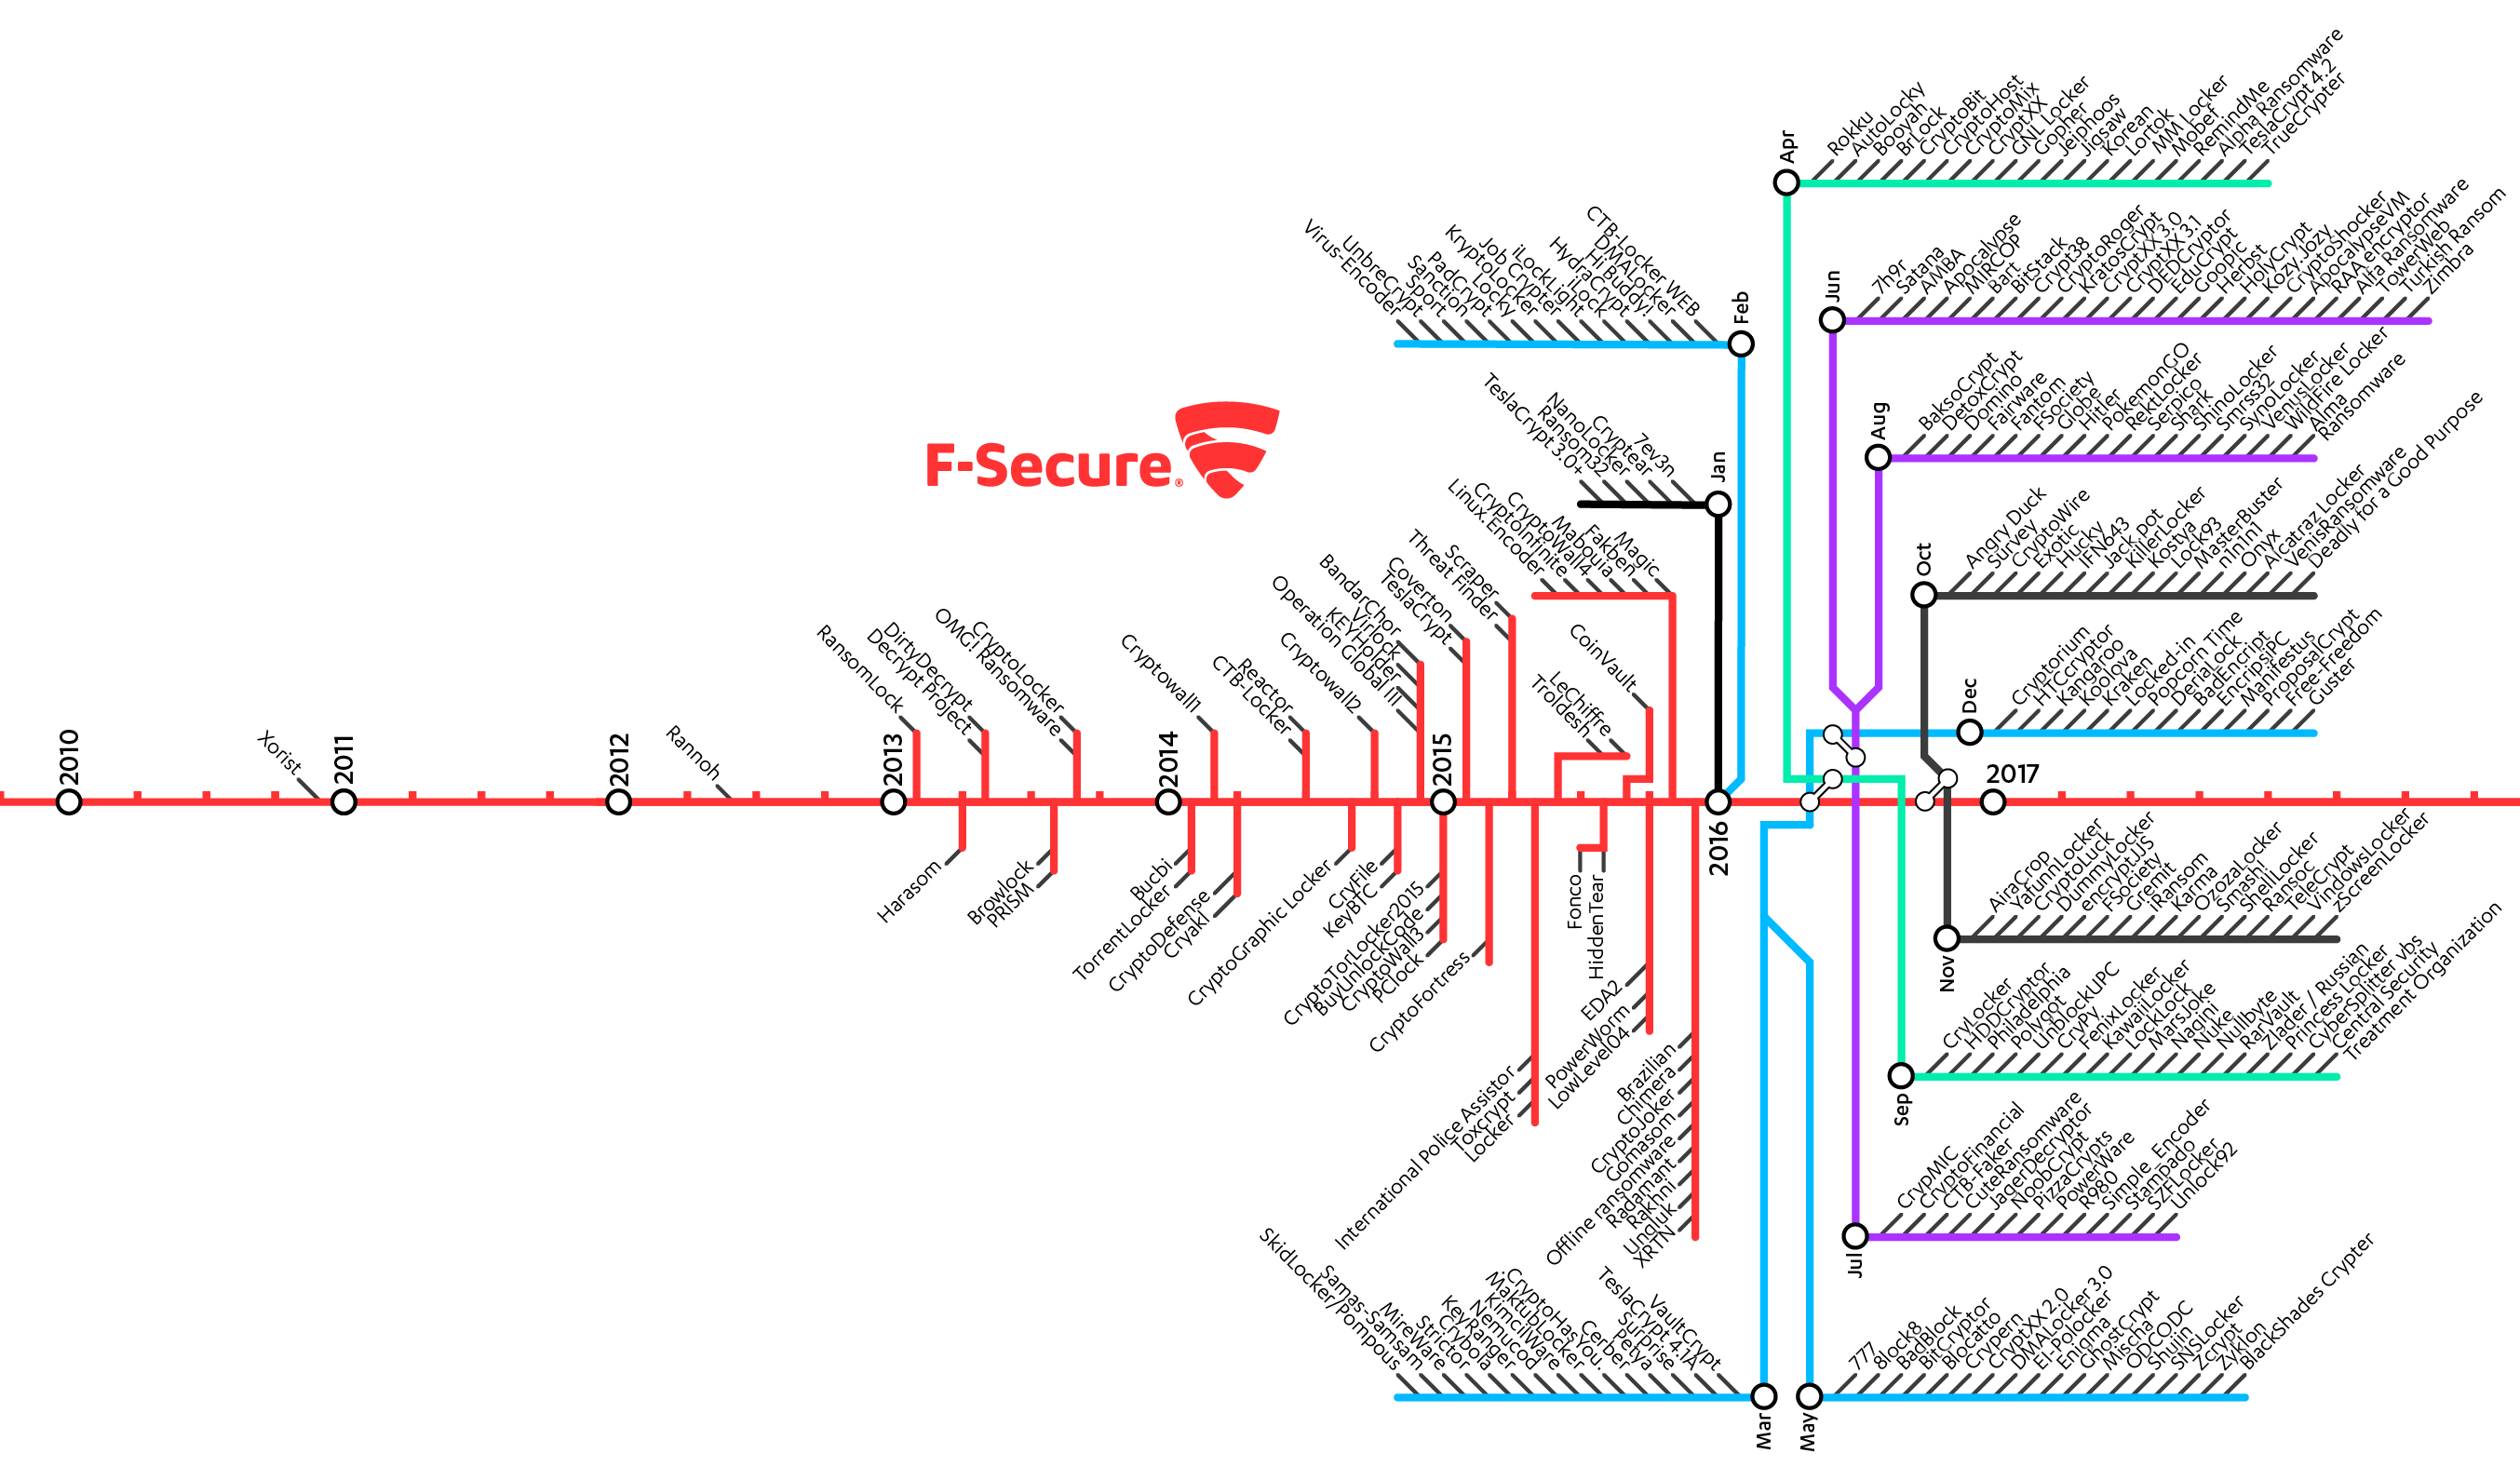 F-Secure®
2010
Xorist
2011
2012
Rannoh
2013
RansomLock
Harasom
Decrypt Project
DirtyDecrypt
Browlock
PRISM
OMG! Ransomware
CryptoLocker
2014
Bucbi
TorrentLocker
Cryptowall1
CryptoDefense
Cryakl
CTB-Locker
Reactor
CryptoGraphic Locker
Cryptowall2
CryFile
KeyBTC
Operation Global III
KEYHolder
Virlock
BandarChor
2015
CryptoTorLocker2015
BuyUnlockCode
CryptoWall3
PClock
TeslaCrypt
Coverton
CryptoFortress
Threat Finder
Scraper
International Police Assistor
Toxcrypt
Locker
Troldesh
LeChiffre
Fonco
HiddenTear
CoinVault
EDA2
PowerWorm
LowLevel04
Linux.Encoder
CryptoInfinite
CryptoWall4
Mabouia
Fakben
Magic
Brazilian
Chimera
CryptoJoker
Gomasom
Offline ransomware
Radamant
Rakhni
Unqluk
XRTN
2016
Jan
TeslaCrypt 3.0+
Ransom32
NanoLocker
Cryptear
7ev3n
Feb
Virus-Encoder
UnbreCrypt
Sport
Sanction
PadCrypt
Locky
KryptoLocker
Job Crypter
iLockLight
iLock
HydraCrypt
Hi Buddy!
DMALocker
CTB-Locker WEB
Mar
SkidLocker/Pompous
Samas-Samsam
MireWare
Strictor
Crybola
KeyRanger
Nemucod
KimcilWare
MaktubLocker
.CryptoHasYou.
Cerber
Petya
Surprise
TeslaCrypt 4.1A
VaultCrypt
Apr
Rokku
AutoLocky
Booyah
BrLock
CryptoBit
CryptoHost
CryptoMix
CryptXX
GNL Locker
Gopher
Jeiphoos
Jigsaw
Korean
Lortok
MM Locker
Mobef
RemindMe
Alpha Ransomware
TeslaCrypt 4.2
TrueCrypter
May
777
8lock8
BadBlock
BitCryptor
Blocatto
Crypern
CryptXX 2.0
DMALocker 3.0
El-Polocker
Enigma
GhostCrypt
Mischa
ODCODC
Shujin
SNSLocker
Zcrypt
Zyklon
BlackShades Crypter
Jun
7h9r
Satana
AMBA
Apocalypse
MIRCOP
Bart
BitStack
Crypt38
CryptoRoger
KratosCrypt
CryptXX 3.0
CryptXX 3.1
DEDCryptor
EduCrypt
Goopic
Herbst
HolyCrypt
Kozy.Jozy
CryptoShocker
ApocalypseVM
RAA encryptor
Alfa Ransomware
TowerWeb
Turkish Ransom
Zimbra
Jul
CrypMIC
CryptoFinancial
CTB-Faker
CuteRansomware
JagerDecryptor
NoobCrypt
PizzaCrypts
PowerWare
R980
Simple_Encoder
Stampado
SZFLocker
Unlock92
Aug
BaksoCrypt
DetoxCrypt
Domino
Fairware
Fantom
FSociety
Globe
Hitler
PokemonGO
RektLocker
Serpico
Shark
ShinoLocker
Smrss32
SynoLocker
VenusLocker
WildFire Locker
Alma
Ransomware
Sep
CryLocker
HDDCryptor
Philadelphia
Polygot
UnblockUPC
CryPy
FenixLocker
KawaiiLocker
LockLock
MarsJoke
Nagini
Nuke
Nullbyte
RarVault
Zlader / Russian
Princess Locker
CyberSplitter vbs
Central Security
Treatment Organization
Oct
Angry Duck
Survey
CryptoWire
Exotic
Hucky
IFN643
Jack_pot
KillerLocker
Kostya
Lock93
MasterBuster
n1n1n1
Onyx
Alcatraz Locker
VenisRansomware
Deadly for a Good Purpose
Nov
AiraCrop
YafunnLocker
CryptoLuck
DummyLocker
encryptJJS
FSociety
Gremit
iRansom
Karma
OzozaLocker
Smash!
ShellLocker
Ransoc
TeleCrypt
VindowsLocker
zScreenLocker
Dec
Cryptorium
HTCryptor
Kangaroo
Koolova
Kraken
Locked-in
Popcorn Time
DeriaLock
BadEncript
EncripsIPC
Manifestus
ProposalCrypt
Free-Freedom
Guster
2017